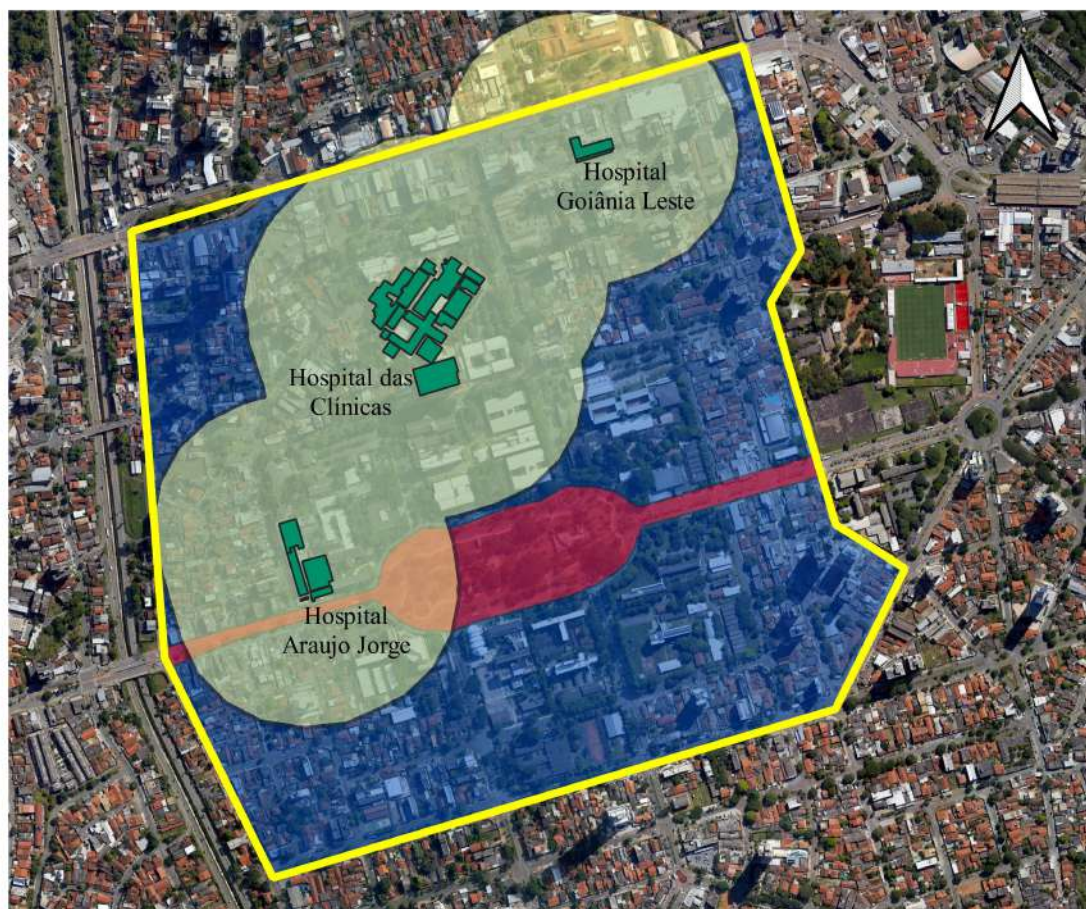 Hospital
Goiânia Leste
Hospital das
Clínicas
Hospital
Araujo Jorge